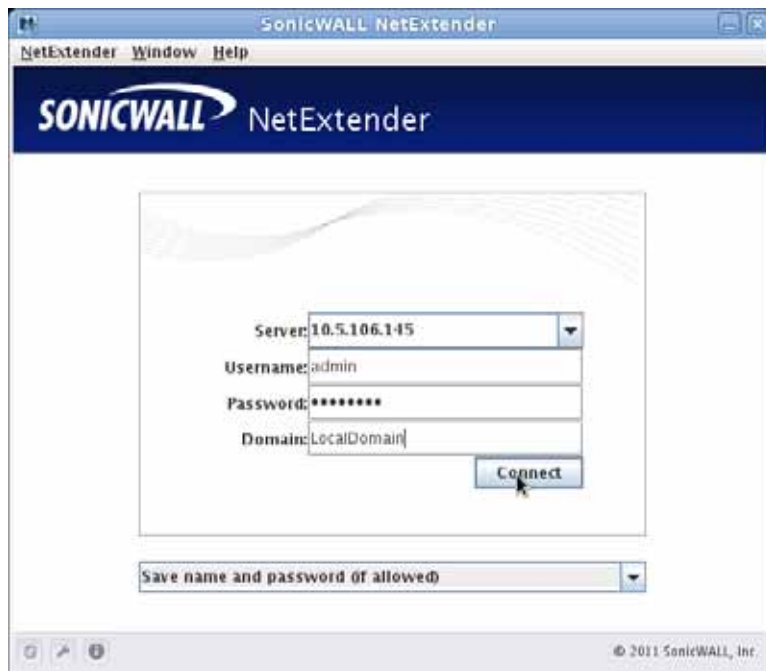 SonicWALL NetExtender
NetExtender Window Help
SONICWALL NetExtender
Server: 10.5.106.145
Username: admin
Password: ••••••••
Domain: LocalDomain
Connect
Save name and password (if allowed)
© 2011 SonicWALL, Inc.